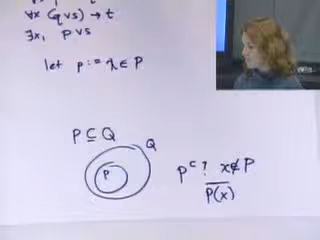 ∀x (q∨s) → t
∃x, p∨s
let p := x ∈ P
P ⊆ Q
Q
P
P^c ? x ∉ P
P(x)